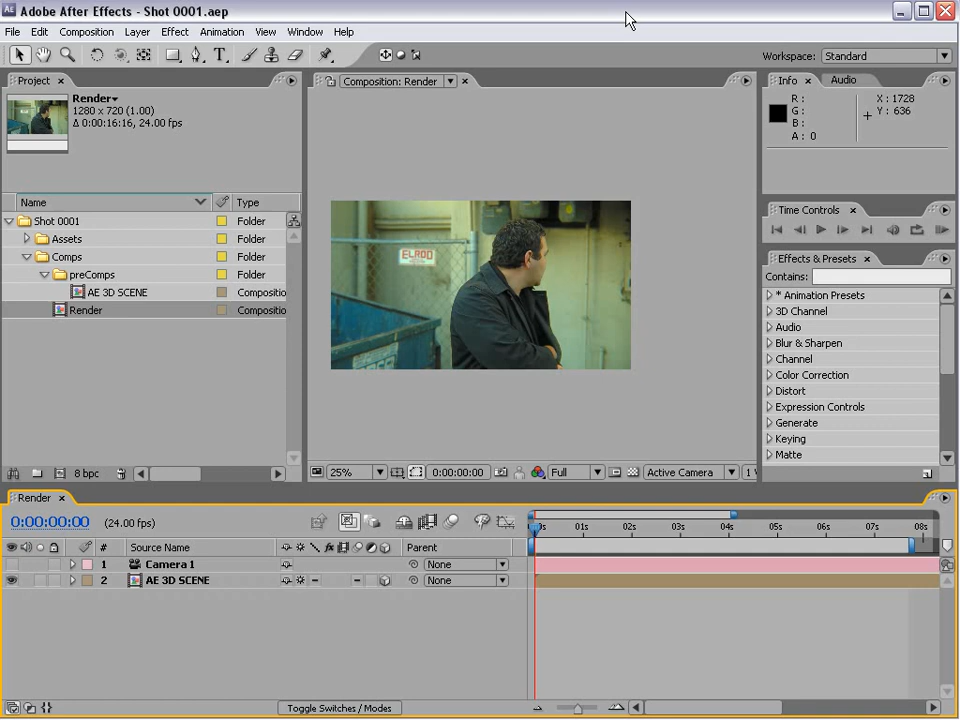 Adobe After Effects - Shot 0001.aep
File Edit Composition Layer Effect Animation View Window Help
Workspace: Standard
Project
Render
1280 x 720 (1.00)
Δ 0:00:16:16, 24.00 fps
Name Type
Shot 0001 Folder
Assets Folder
Comps Folder
preComps Folder
AE 3D SCENE Compositio
Render Compositio
8 bpc
Composition: Render
ELROD
25% 0:00:00:00 Full Active Camera 1
Info Audio
R: X: 1728
G: Y: 636
B:
A: 0
Time Controls
Effects & Presets
Contains:
* Animation Presets
3D Channel
Audio
Blur & Sharpen
Channel
Color Correction
Distort
Expression Controls
Generate
Keying
Matte
Render
0:00:00:00 (24.00 fps)
0s 01s 02s 03s 04s 05s 06s 07s 08s
# Source Name Parent
1 Camera 1 None
2 AE 3D SCENE None
Toggle Switches / Modes